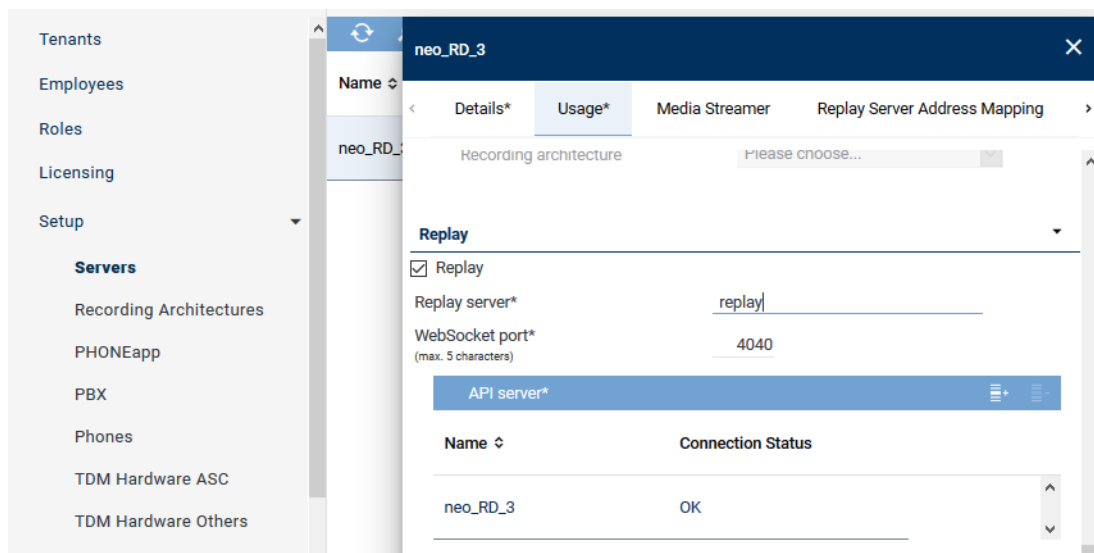 Tenants
Employees
Roles
Licensing
Setup
Servers
Recording Architectures
PHONEapp
PBX
Phones
TDM Hardware ASC
TDM Hardware Others
Name
neo_RD_3
neo_RD_3
Details*
Usage*
Media Streamer
Replay Server Address Mapping
Recording architecture
Please choose...
Replay
Replay
Replay server*
replay
WebSocket port*
(max. 5 characters)
4040
API server*
Name
Connection Status
neo_RD_3
OK